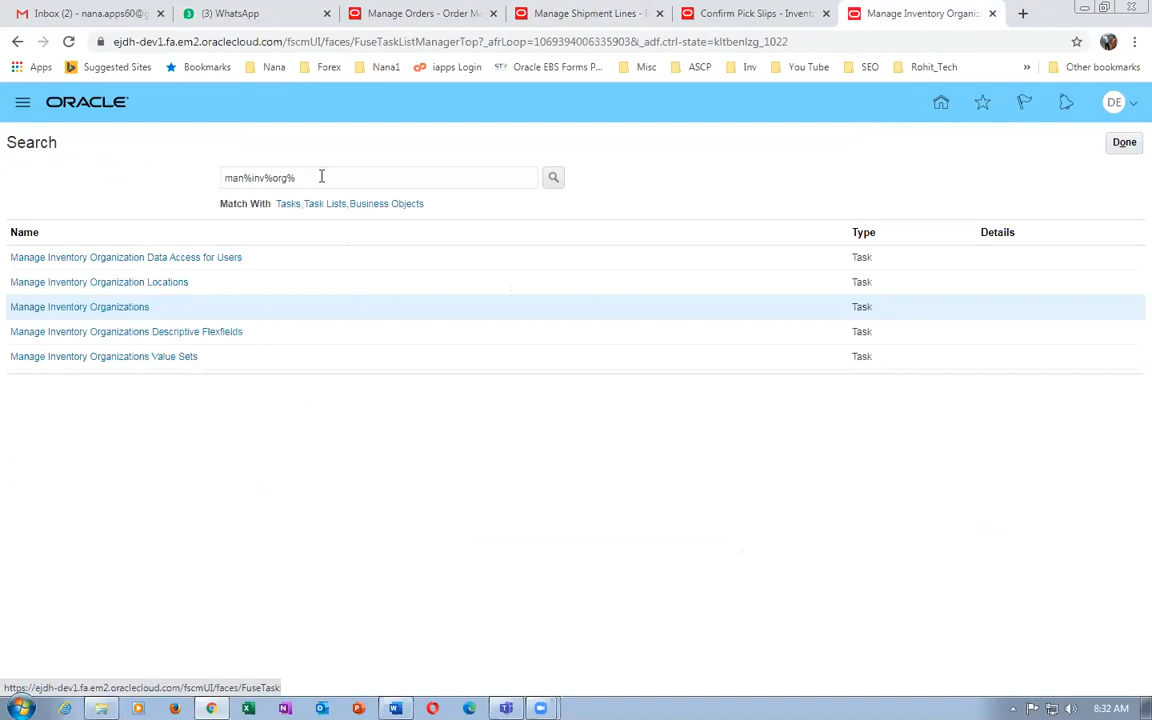 Inbox (2) - nana.apps60@g
(3) WhatsApp
Manage Orders - Order Ma
Manage Shipment Lines - I
Confirm Pick Slips - Invento
Manage Inventory Organiz
ejdh-dev1.fa.em2.oraclecloud.com/fscmUI/faces/FuseTaskListManagerTop?_afrLoop=1069394006335903&_adf.ctrl-state=kltbenlzg_1022
Apps
Suggested Sites
Bookmarks
Nana
Forex
Nana1
iapps Login
Oracle EBS Forms P...
Misc
ASCP
Inv
You Tube
SEO
Rohit_Tech
»
Other bookmarks
ORACLE
DE
Search
Done
man%inv%org%
Match With Tasks,Task Lists,Business Objects
Name Type Details
Manage Inventory Organization Data Access for Users Task
Manage Inventory Organization Locations Task
Manage Inventory Organizations Task
Manage Inventory Organizations Descriptive Flexfields Task
Manage Inventory Organizations Value Sets Task
https://ejdh-dev1.fa.em2.oraclecloud.com/fscmUI/faces/FuseTask
8:32 AM